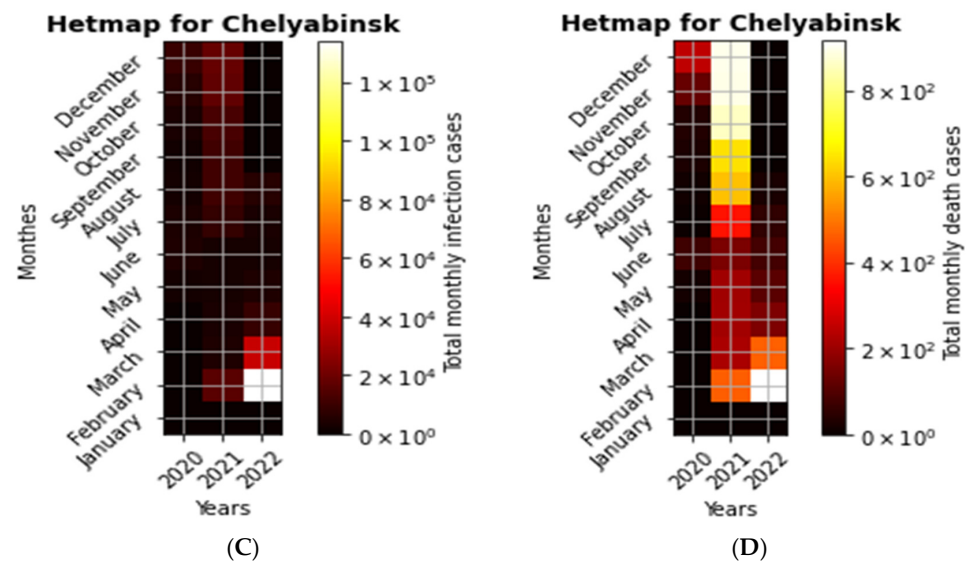 Hetmap for Chelyabinsk
December
November
October
September
August
July
June
May
April
March
February
January
Monthes
2020 2021 2022
Years
1 × 10⁵
1 × 10⁵
8 × 10⁴
6 × 10⁴
4 × 10⁴
2 × 10⁴
0 × 10⁰
Total monthly infection cases
(C)
Hetmap for Chelyabinsk
December
November
October
September
August
July
June
May
April
March
February
January
Monthes
2020 2021 2022
Years
8 × 10²
6 × 10²
4 × 10²
2 × 10²
0 × 10⁰
Total monthly death cases
(D)